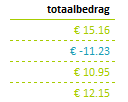 totaalbedrag
€ 15.16
€ -11.23
€ 10.95
€ 12.15